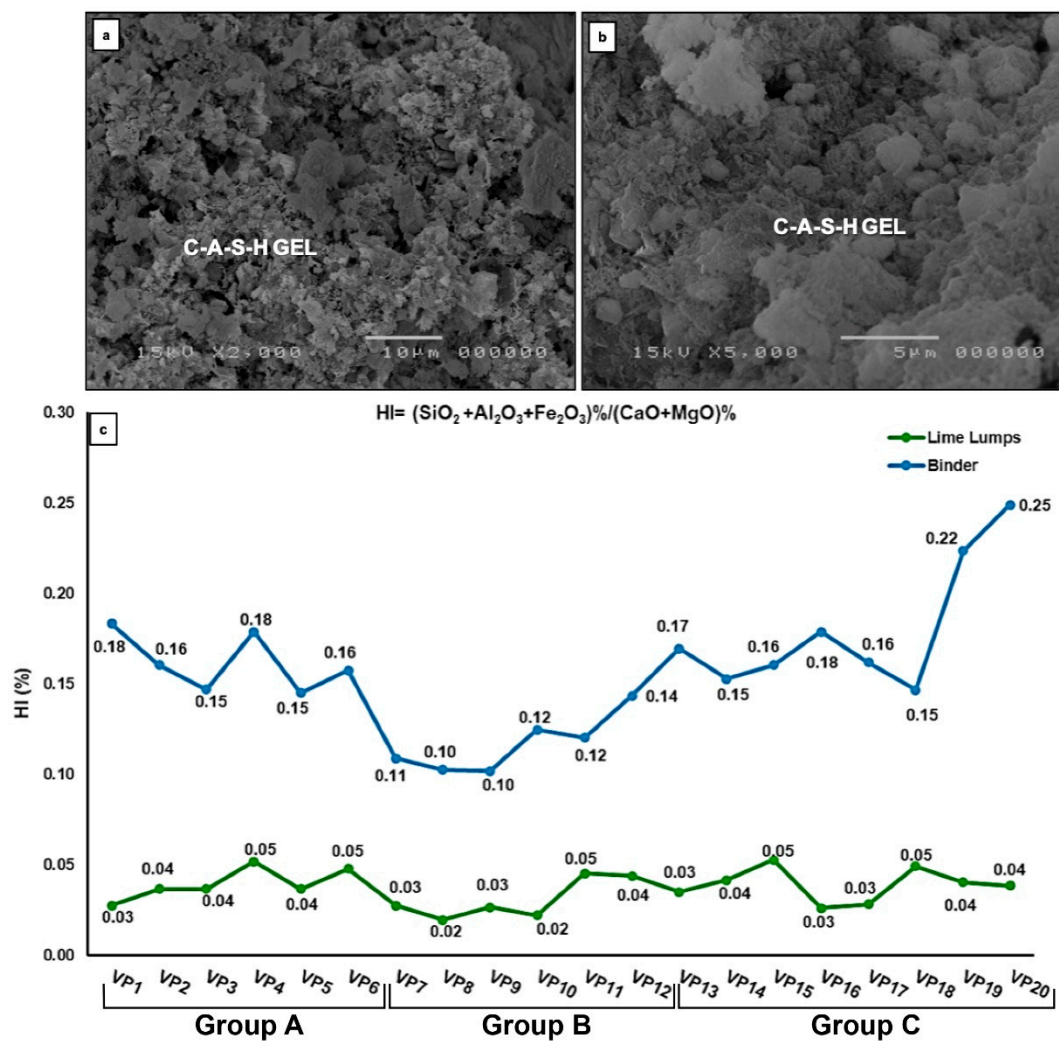 a
b
C-A-S-H GEL
C-A-S-H GEL
15kV X2,000 10µm 000000
15kV X5,000 5µm 000000
HI= (SiO2+Al2O3+Fe2O3)%/(CaO+MgO)%
c
Lime Lumps
Binder
HI (%)
0.30
0.25
0.20
0.15
0.10
0.05
0.00
0.18 0.16 0.15 0.18 0.15 0.16 0.11 0.10 0.10 0.12 0.12 0.14 0.17 0.15 0.16 0.18 0.16 0.15 0.22 0.25
0.03 0.04 0.04 0.05 0.04 0.05 0.03 0.02 0.03 0.02 0.05 0.04 0.03 0.04 0.05 0.03 0.03 0.05 0.04 0.04
VP1 VP2 VP3 VP4 VP5 VP6 VP7 VP8 VP9 VP10 VP11 VP12 VP13 VP14 VP15 VP16 VP17 VP18 VP19 VP20
Group A Group B Group C